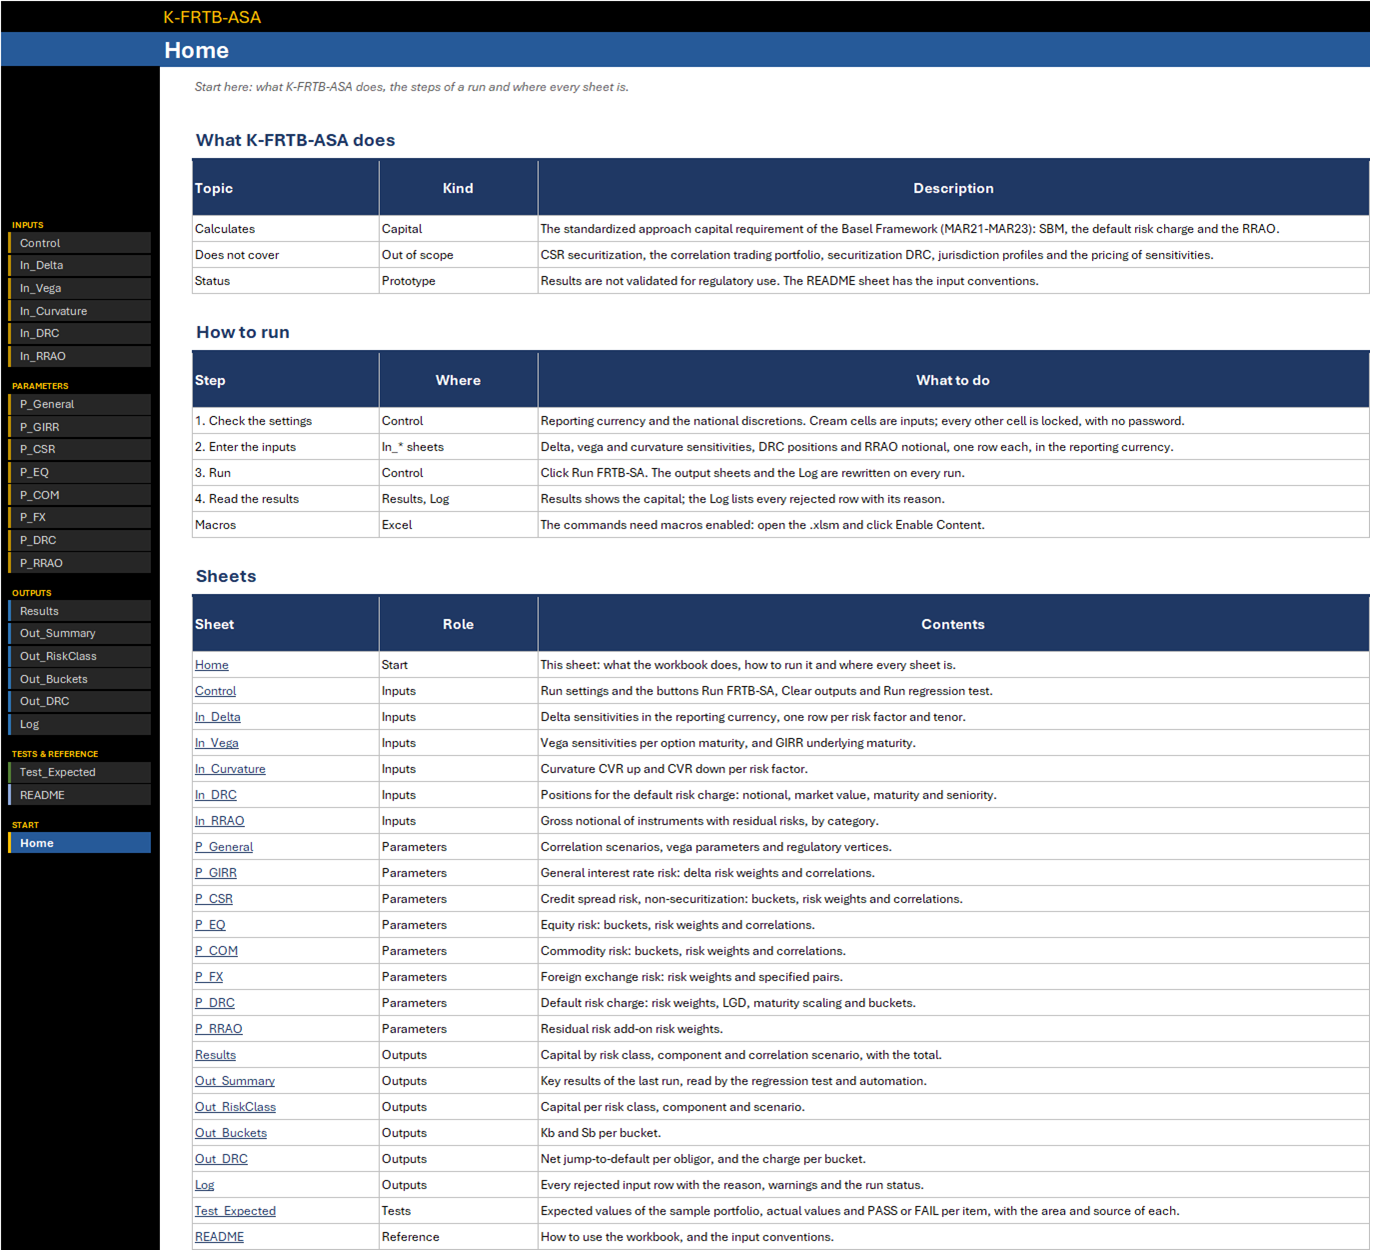 K-FRTB-ASA
Home
Start here: what K-FRTB-ASA does, the steps of a run and where every sheet is.
INPUTS
Control
In_Delta
In_Vega
In_Curvature
In_DRC
In_RRAO
PARAMETERS
P_General
P_GIRR
P_CSR
P_EQ
P_COM
P_FX
P_DRC
P_RRAO
OUTPUTS
Results
Out_Summary
Out_RiskClass
Out_Buckets
Out_DRC
Log
TESTS & REFERENCE
Test_Expected
README
START
Home
What K-FRTB-ASA does
Topic Kind Description
Calculates Capital The standardized approach capital requirement of the Basel Framework (MAR21-MAR23): SBM, the default risk charge and the RRAO.
Does not cover Out of scope CSR securitization, the correlation trading portfolio, securitization DRC, jurisdiction profiles and the pricing of sensitivities.
Status Prototype Results are not validated for regulatory use. The README sheet has the input conventions.
How to run
Step Where What to do
1. Check the settings Control Reporting currency and the national discretions. Cream cells are inputs; every other cell is locked, with no password.
2. Enter the inputs In_* sheets Delta, vega and curvature sensitivities, DRC positions and RRAO notional, one row each, in the reporting currency.
3. Run Control Click Run FRTB-SA. The output sheets and the Log are rewritten on every run.
4. Read the results Results, Log Results shows the capital; the Log lists every rejected row with its reason.
Macros Excel The commands need macros enabled: open the .xlsm and click Enable Content.
Sheets
Sheet Role Contents
Home Start This sheet: what the workbook does, how to run it and where every sheet is.
Control Inputs Run settings and the buttons Run FRTB-SA, Clear outputs and Run regression test.
In_Delta Inputs Delta sensitivities in the reporting currency, one row per risk factor and tenor.
In_Vega Inputs Vega sensitivities per option maturity, and GIRR underlying maturity.
In_Curvature Inputs Curvature CVR up and CVR down per risk factor.
In_DRC Inputs Positions for the default risk charge: notional, market value, maturity and seniority.
In_RRAO Inputs Gross notional of instruments with residual risks, by category.
P_General Parameters Correlation scenarios, vega parameters and regulatory vertices.
P_GIRR Parameters General interest rate risk: delta risk weights and correlations.
P_CSR Parameters Credit spread risk, non-securitization: buckets, risk weights and correlations.
P_EQ Parameters Equity risk: buckets, risk weights and correlations.
P_COM Parameters Commodity risk: buckets, risk weights and correlations.
P_FX Parameters Foreign exchange risk: risk weights and specified pairs.
P_DRC Parameters Default risk charge: risk weights, LGD, maturity scaling and buckets.
P_RRAO Parameters Residual risk add-on risk weights.
Results Outputs Capital by risk class, component and correlation scenario, with the total.
Out_Summary Outputs Key results of the last run, read by the regression test and automation.
Out_RiskClass Outputs Capital per risk class, component and scenario.
Out_Buckets Outputs Kb and Sb per bucket.
Out_DRC Outputs Net jump-to-default per obligor, and the charge per bucket.
Log Outputs Every rejected input row with the reason, warnings and the run status.
Test_Expected Tests Expected values of the sample portfolio, actual values and PASS or FAIL per item, with the area and source of each.
README Reference How to use the workbook, and the input conventions.